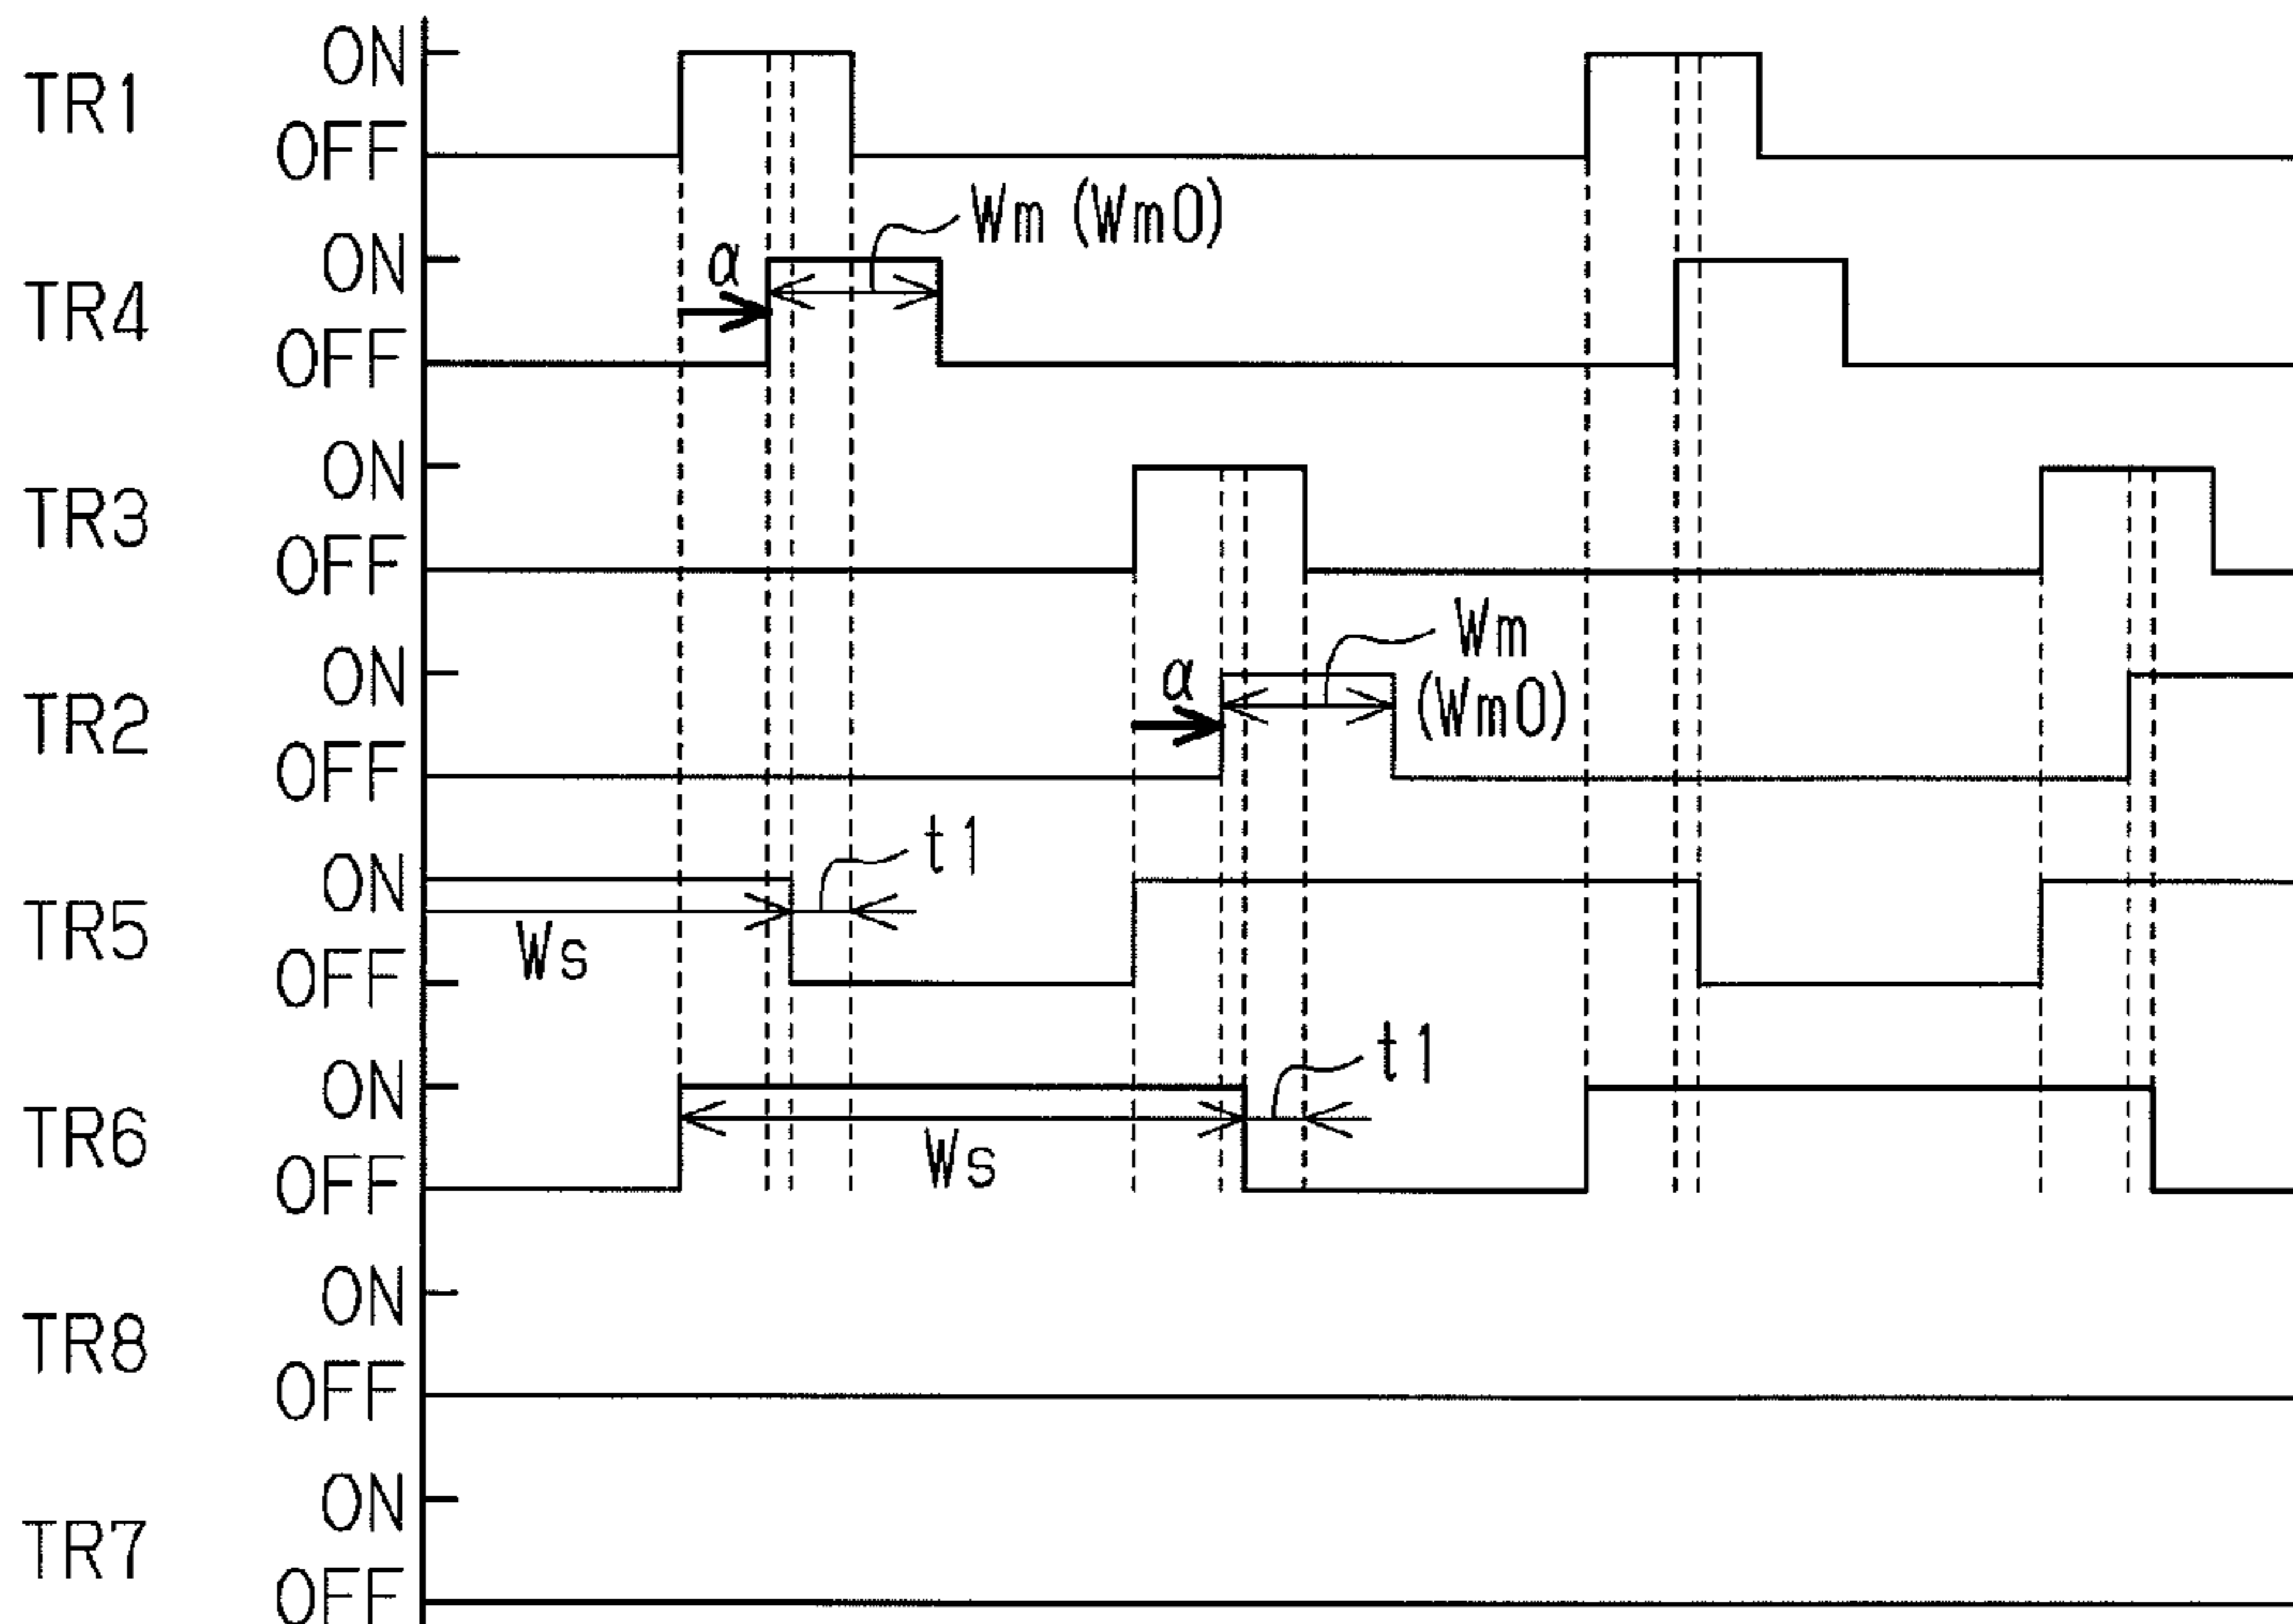 ON
TR1
OFF
Wm (Wm0)
ON
α
TR4
OFF
ON
TR3
OFF
Wm
ON
α
(Wm0)
TR2
OFF
t1
ON
TR5
Ws
OFF
t1
ON
TR6
Ws
OFF
ON
TR8
OFF
ON
TR7
OFF